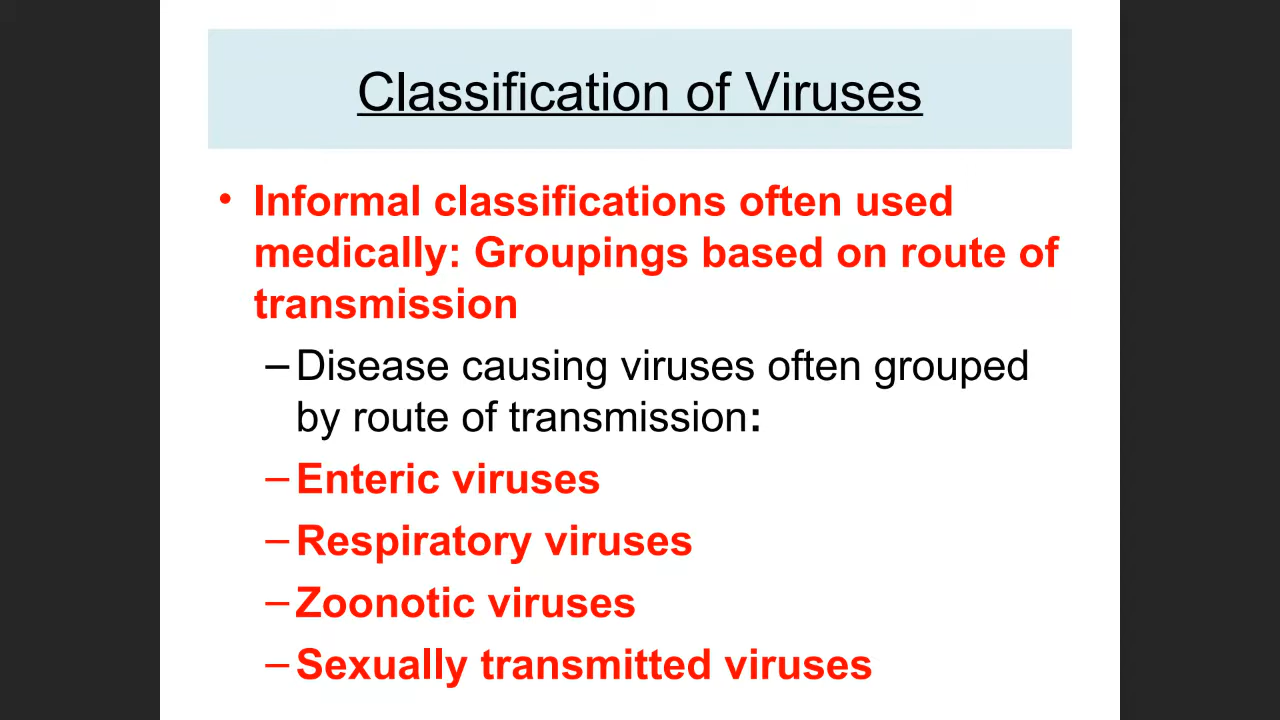 Classification of Viruses
• Informal classifications often used
medically: Groupings based on route of
transmission
–Disease causing viruses often grouped
by route of transmission:
–Enteric viruses
–Respiratory viruses
–Zoonotic viruses
–Sexually transmitted viruses